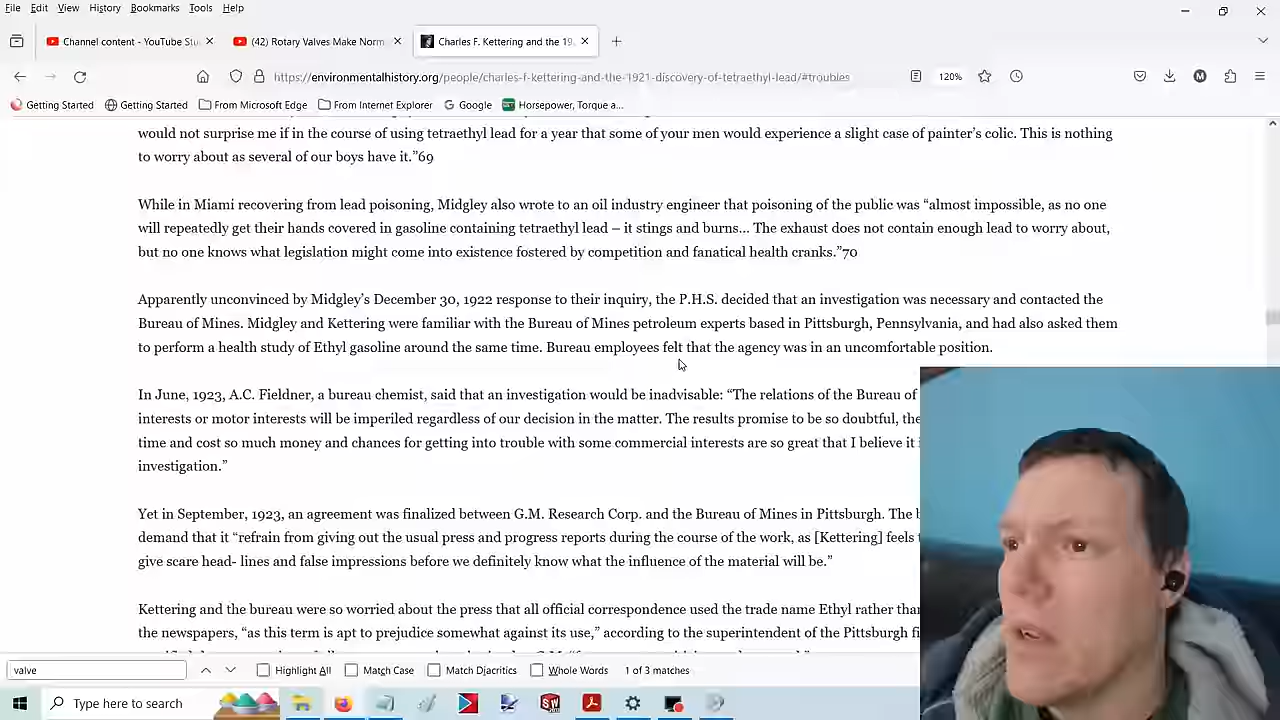 File Edit View History Bookmarks Tools Help
Channel content - YouTube Stu
(42) Rotary Valves Make Norm
Charles F. Kettering and the 19
https://environmentalhistory.org/people/charles-f-kettering-and-the-1921-discovery-of-tetraethyl-lead/#troubles
120%
M
Getting Started Getting Started From Microsoft Edge From Internet Explorer Google Horsepower, Torque a...
would not surprise me if in the course of using tetraethyl lead for a year that some of your men would experience a slight case of painter's colic. This is nothing
to worry about as several of our boys have it.”69
While in Miami recovering from lead poisoning, Midgley also wrote to an oil industry engineer that poisoning of the public was “almost impossible, as no one
will repeatedly get their hands covered in gasoline containing tetraethyl lead – it stings and burns… The exhaust does not contain enough lead to worry about,
but no one knows what legislation might come into existence fostered by competition and fanatical health cranks.”70
Apparently unconvinced by Midgley's December 30, 1922 response to their inquiry, the P.H.S. decided that an investigation was necessary and contacted the
Bureau of Mines. Midgley and Kettering were familiar with the Bureau of Mines petroleum experts based in Pittsburgh, Pennsylvania, and had also asked them
to perform a health study of Ethyl gasoline around the same time. Bureau employees felt that the agency was in an uncomfortable position.
In June, 1923, A.C. Fieldner, a bureau chemist, said that an investigation would be inadvisable: “The relations of the Bureau of
interests or motor interests will be imperiled regardless of our decision in the matter. The results promise to be so doubtful, the
time and cost so much money and chances for getting into trouble with some commercial interests are so great that I believe it
investigation.”
Yet in September, 1923, an agreement was finalized between G.M. Research Corp. and the Bureau of Mines in Pittsburgh. The
demand that it “refrain from giving out the usual press and progress reports during the course of the work, as [Kettering] feels
give scare head- lines and false impressions before we definitely know what the influence of the material will be.”
Kettering and the bureau were so worried about the press that all official correspondence used the trade name Ethyl rather
the newspapers, “as this term is apt to prejudice somewhat against its use,” according to the superintendent of the Pittsburgh
valve
Highlight All Match Case Match Diacritics Whole Words 1 of 3 matches
Type here to search